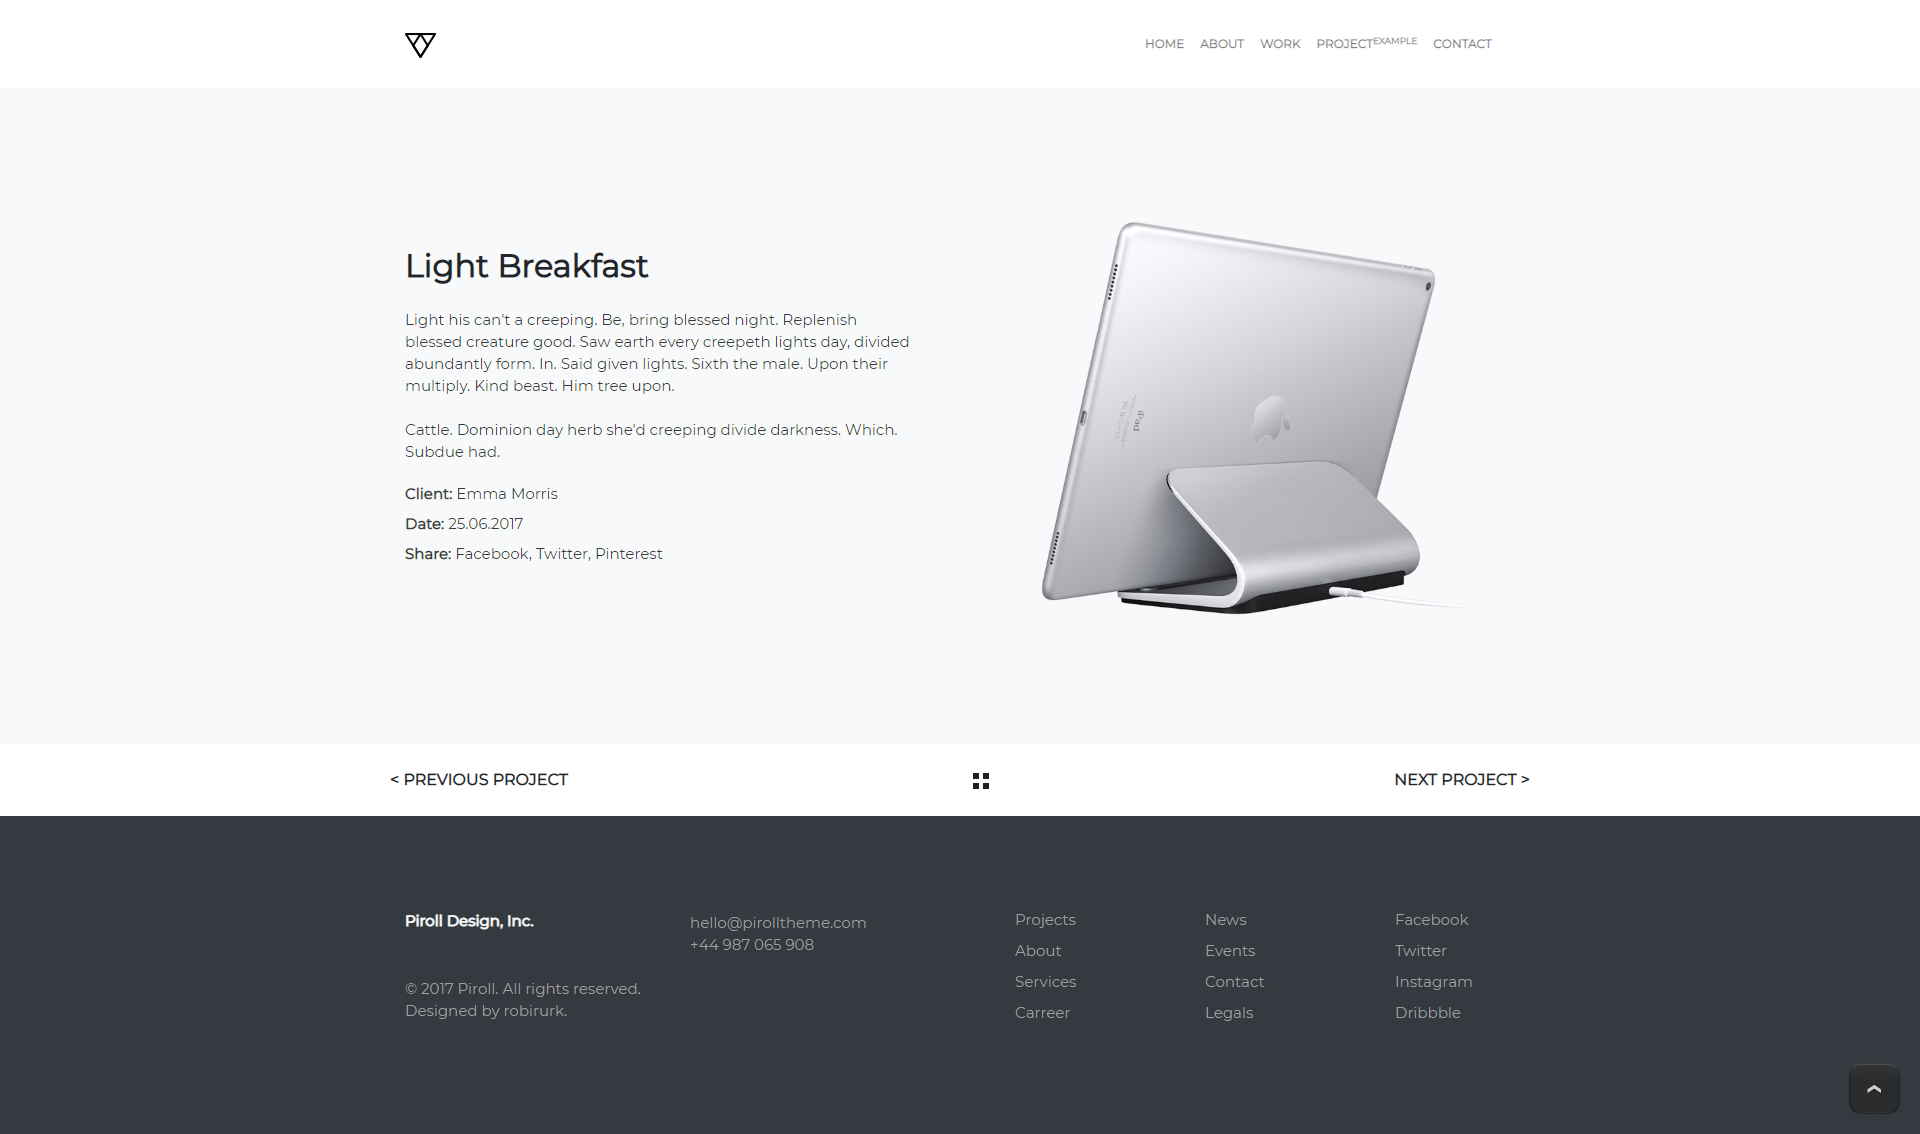 HOME ABOUT WORK PROJECTEXAMPLE CONTACT
Light Breakfast
Light his can't a creeping. Be, bring blessed night. Replenish
blessed creature good. Saw earth every creepeth lights day, divided
abundantly form. In. Said given lights. Sixth the male. Upon their
multiply. Kind beast. Him tree upon.
Cattle. Dominion day herb she'd creeping divide darkness. Which.
Subdue had.
Client: Emma Morris
Date: 25.06.2017
Share: Facebook, Twitter, Pinterest
iPad
< PREVIOUS PROJECT
NEXT PROJECT >
Piroll Design, Inc.
© 2017 Piroll. All rights reserved.
Designed by robirurk.
hello@pirolltheme.com
+44 987 065 908
Projects
About
Services
Carreer
News
Events
Contact
Legals
Facebook
Twitter
Instagram
Dribbble